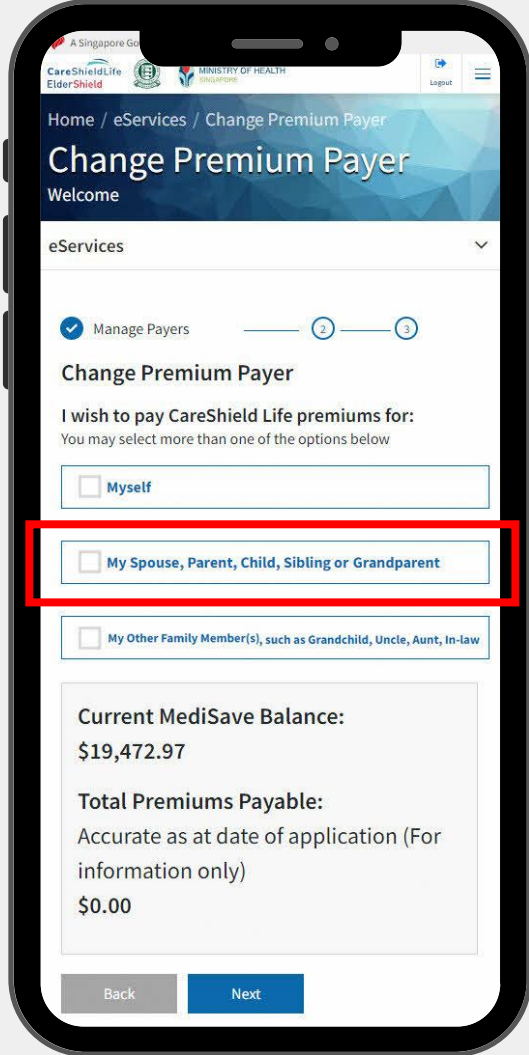 A Singapore Go
CareShieldLife
ElderShield
MINISTRY OF HEALTH
SINGAPORE
Logout
Home / eServices / Change Premium Payer
Change Premium Payer
Welcome
eServices
Manage Payers 2 3
Change Premium Payer
I wish to pay CareShield Life premiums for:
You may select more than one of the options below
Myself
My Spouse, Parent, Child, Sibling or Grandparent
My Other Family Member(s), such as Grandchild, Uncle, Aunt, In-law
Current MediSave Balance:
$19,472.97
Total Premiums Payable:
Accurate as at date of application (For
information only)
$0.00
Back Next